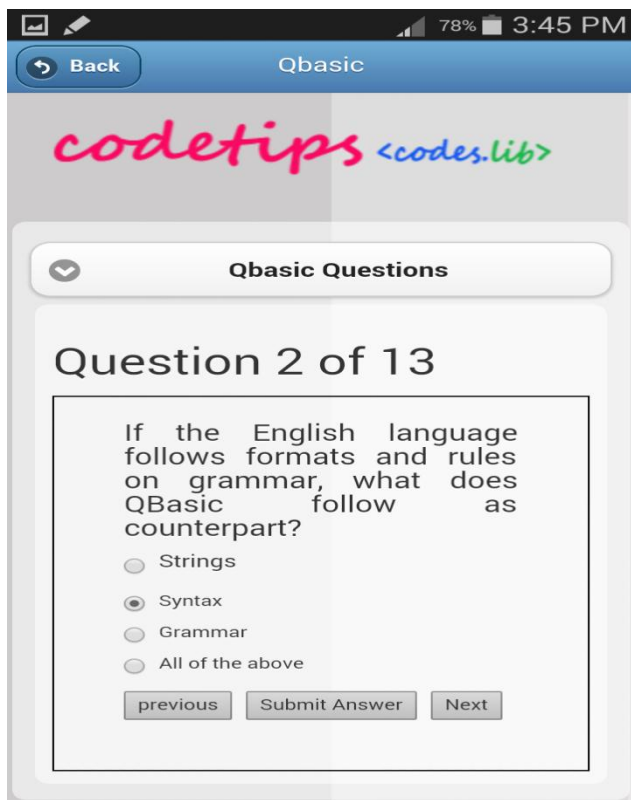 78% 3:45 PM
Back
Qbasic
codetips <codes.lib>
Qbasic Questions
Question 2 of 13
If the English language
follows formats and rules
on grammar, what does
QBasic follow as
counterpart?
Strings
Syntax
Grammar
All of the above
previous Submit Answer Next